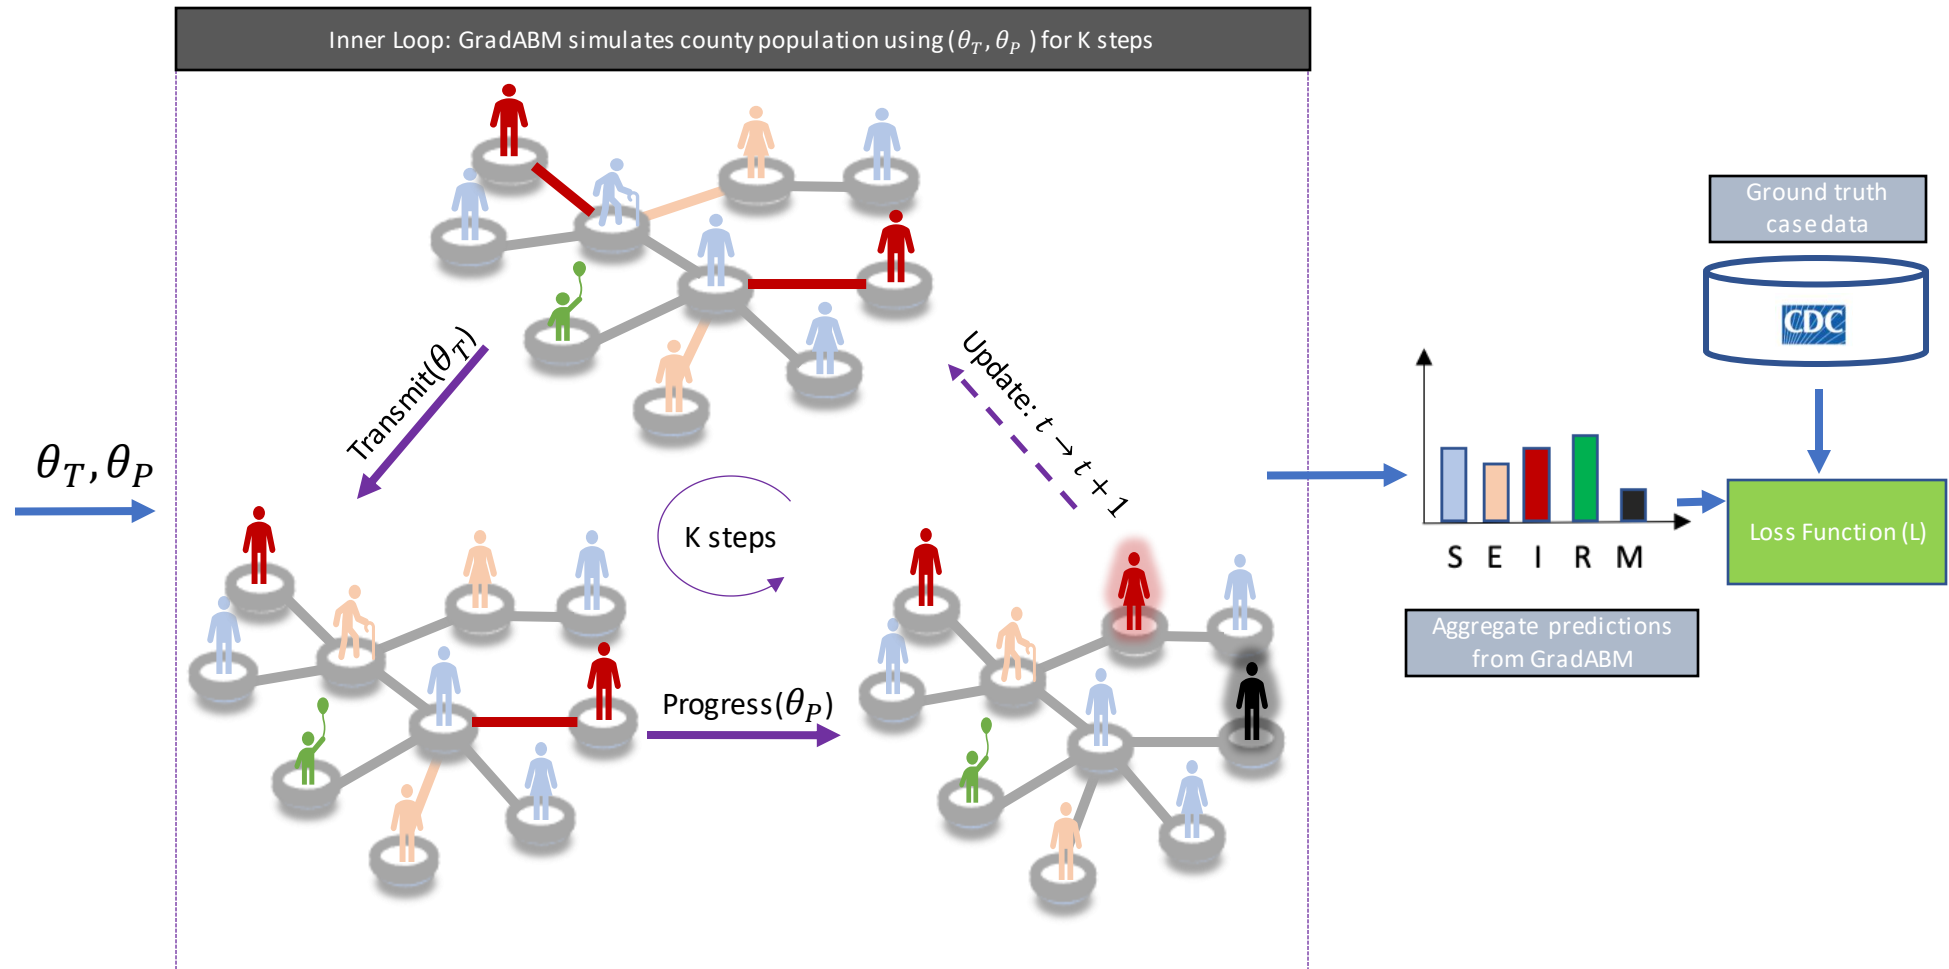 Inner Loop: GradABM simulates county population using (θ_T, θ_P) for K steps
Transmit(θ_T)
Update: t → t + 1
θ_T, θ_P
K steps
Progress(θ_P)
Ground truth
case data
CDC
S E I R M
Loss Function (L)
Aggregate predictions
from GradABM